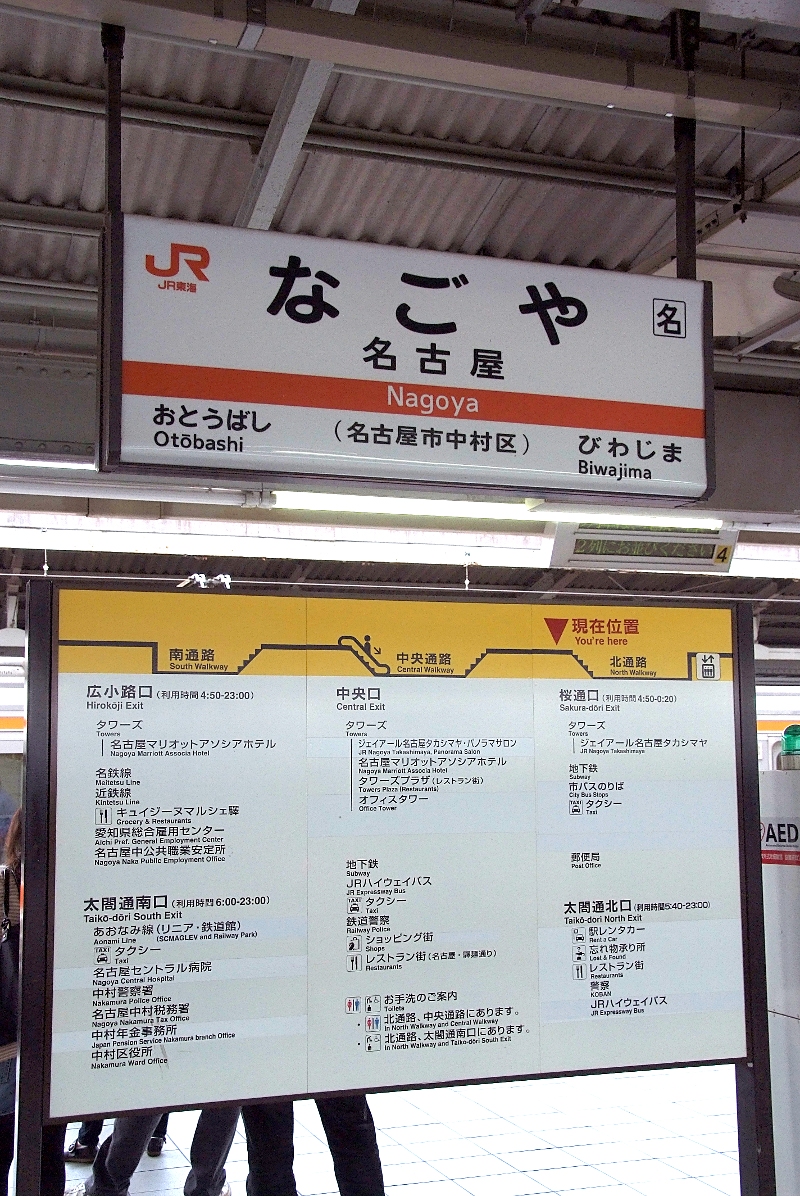 JR
JR東海
なごや
名
名古屋
Nagoya
おとうばし
Otōbashi
(名古屋市中村区)
びわじま
Biwajima
2列にお並びください
4
現在位置
You're here
南通路
South Walkway
中央通路
Central Walkway
北通路
North Walkway
広小路口(利用時間4:50-23:00)
Hirokōji Exit
タワーズ
Towers
名古屋マリオットアソシアホテル
Nagoya Marriott Associa Hotel
名鉄線
Meitetsu Line
近鉄線
Kintetsu Line
キュイジーヌマルシェ驛
Grocery & Restaurants
愛知県総合雇用センター
Aichi Pref. General Employment Center
名古屋中公共職業安定所
Nagoya Naka Public Employment Office
太閤通南口(利用時間6:00-23:00)
Taikō-dōri South Exit
あおなみ線(リニア・鉄道館)
Aonami Line (SCMAGLEV and Railway Park)
TAXI タクシー
Taxi
名古屋セントラル病院
Nagoya Central Hospital
中村警察署
Nakamura Police Office
名古屋中村税務署
Nagoya Nakamura Tax Office
中村年金事務所
Japan Pension Service Nakamura branch Office
中村区役所
Nakamura Ward Office
中央口
Central Exit
タワーズ
Towers
ジェイアール名古屋タカシマヤ・パノラマサロン
JR Nagoya Takashimaya, Panorama Salon
名古屋マリオットアソシアホテル
Nagoya Marriott Associa Hotel
タワーズプラザ(レストラン街)
Towers Plaza (Restaurants)
オフィスタワー
Office Tower
地下鉄
Subway
JRハイウェイバス
JR Expressway Bus
TAXI タクシー
Taxi
鉄道警察
Railway Police
ショッピング街
Shops
レストラン街(名古屋・驛麺通り)
Restaurants
お手洗のご案内
Toilets
・北通路、中央通路にあります。
In North Walkway and Central Walkway
・北通路、太閤通南口にあります。
In North Walkway and Taiko-dōri South Exit
桜通口(利用時間4:50-0:20)
Sakura-dōri Exit
タワーズ
Towers
ジェイアール名古屋タカシマヤ
JR Nagoya Takashimaya
地下鉄
Subway
市バスのりば
City Bus Stops
TAXI タクシー
Taxi
郵便局
Post Office
太閤通北口(利用時間5:40-23:00)
Taikō-dori North Exit
駅レンタカー
Rent a Car
忘れ物承り所
Lost & Found
レストラン街
Restaurants
警察
KOBAN
JRハイウェイバス
JR Expressway Bus
AED